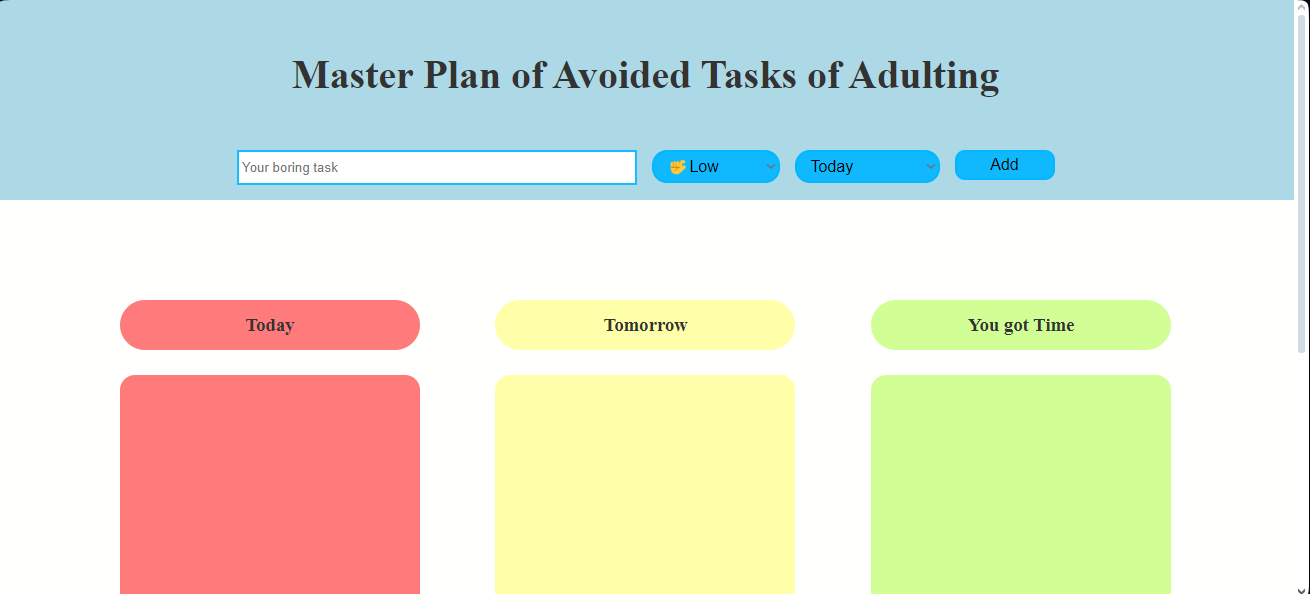 Master Plan of Avoided Tasks of Adulting
Your boring task
Low
Today
Add
Today
Tomorrow
You got Time